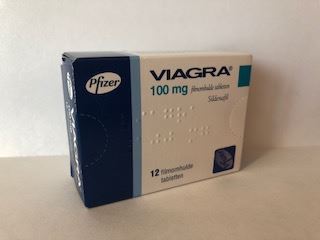 Pfizer
VIAGRA®
100 mg filmomhulde tabletten
Sildenafil
12 filmomhulde
tabletten